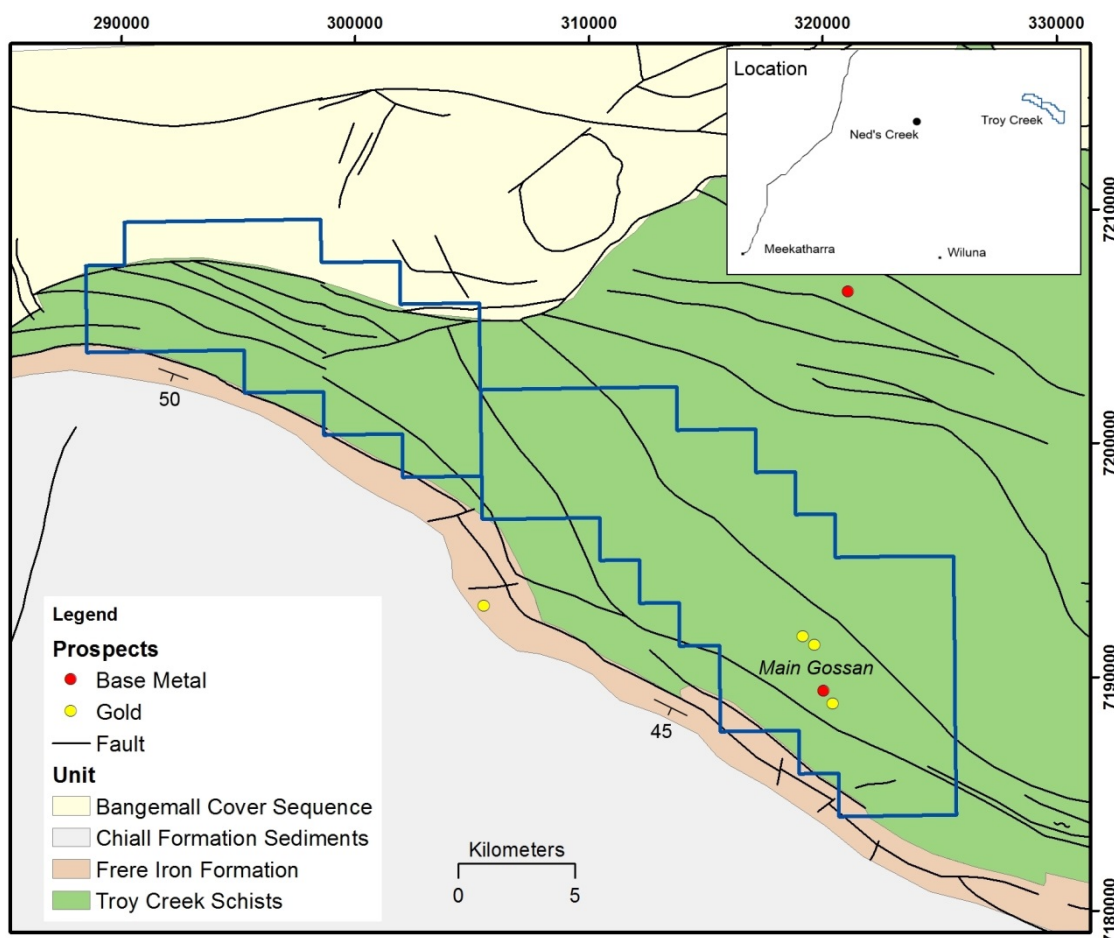 290000 300000 310000 320000 330000
Location
Troy Creek
Ned's Creek
Meekatharra
Wiluna
7210000
7200000
7190000
7180000
50
45
Main Gossan
Legend
Prospects
Base Metal
Gold
Fault
Unit
Bangemall Cover Sequence
Chiall Formation Sediments
Frere Iron Formation
Troy Creek Schists
Kilometers
0 5